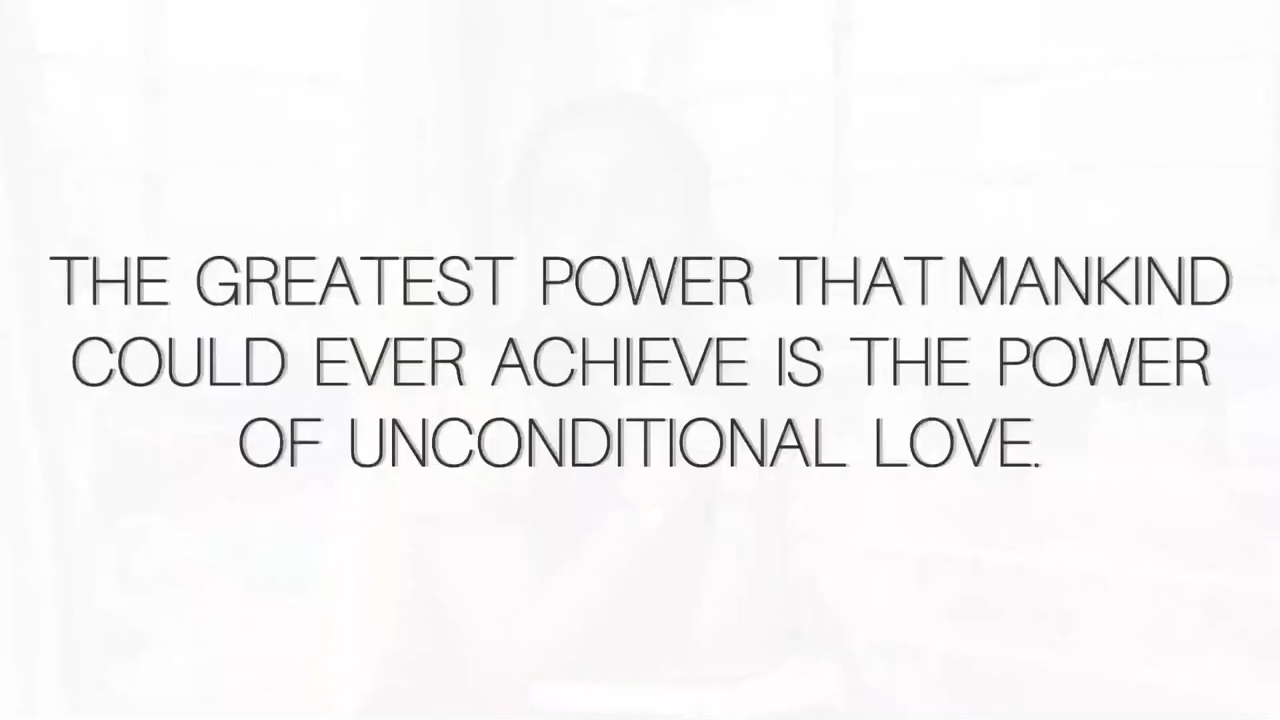 THE GREATEST POWER THAT MANKIND
COULD EVER ACHIEVE IS THE POWER
OF UNCONDITIONAL LOVE.